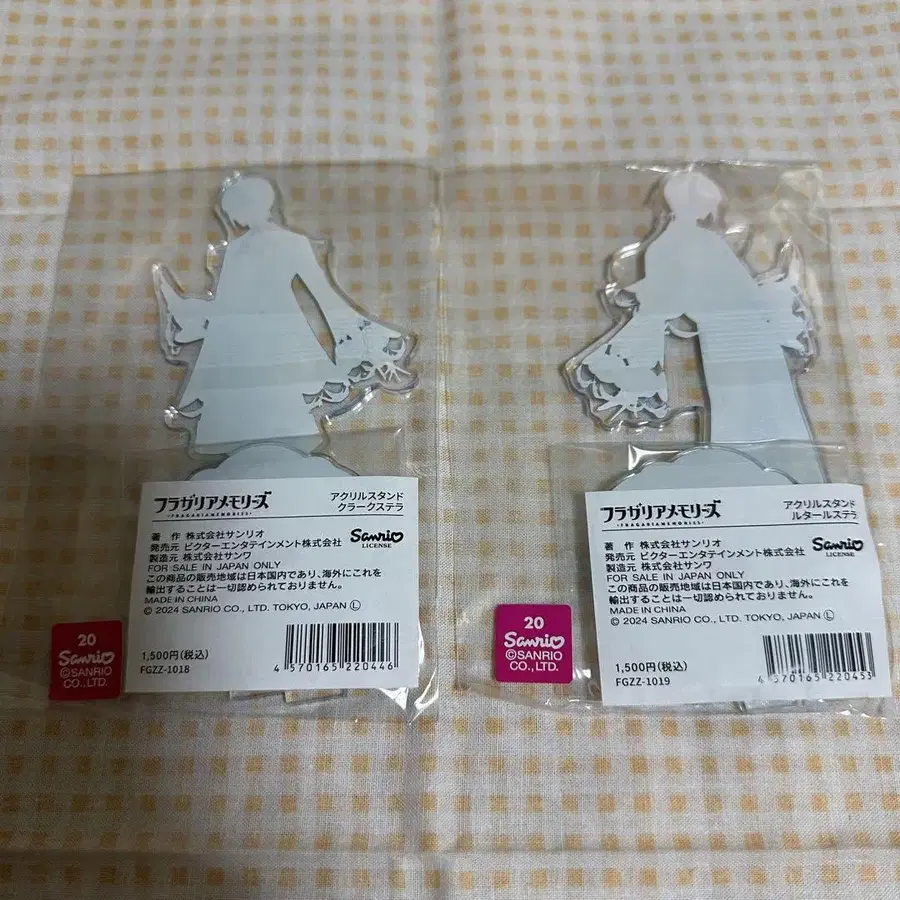 フラガリアメモリーズ
・FRAGARIAMEMORIES・
アクリルスタンド
クラークステラ
著　作　株式会社サンリオ
発売元　ビクターエンタテインメント株式会社
製造元　株式会社サンワ
Sanrio
LICENSE
FOR SALE IN JAPAN ONLY
この商品の販売地域は日本国内であり、海外にこれを
輸出することは一切認められておりません。
MADE IN CHINA
© 2024 SANRIO CO., LTD. TOKYO, JAPAN Ⓛ
1,500円(税込)
FGZZ-1018
4 570165 220446
20
Sanrio
©SANRIO
CO., LTD.
フラガリアメモリーズ
・FRAGARIAMEMORIES・
アクリルスタンド
ルタールステラ
著　作　株式会社サンリオ
発売元　ビクターエンタテインメント株式会社
製造元　株式会社サンワ
Sanrio
LICENSE
FOR SALE IN JAPAN ONLY
この商品の販売地域は日本国内であり、海外にこれを
輸出することは一切認められておりません。
MADE IN CHINA
© 2024 SANRIO CO., LTD. TOKYO, JAPAN Ⓛ
1,500円(税込)
FGZZ-1019
4 570165 220453
20
Sanrio
©SANRIO
CO., LTD.